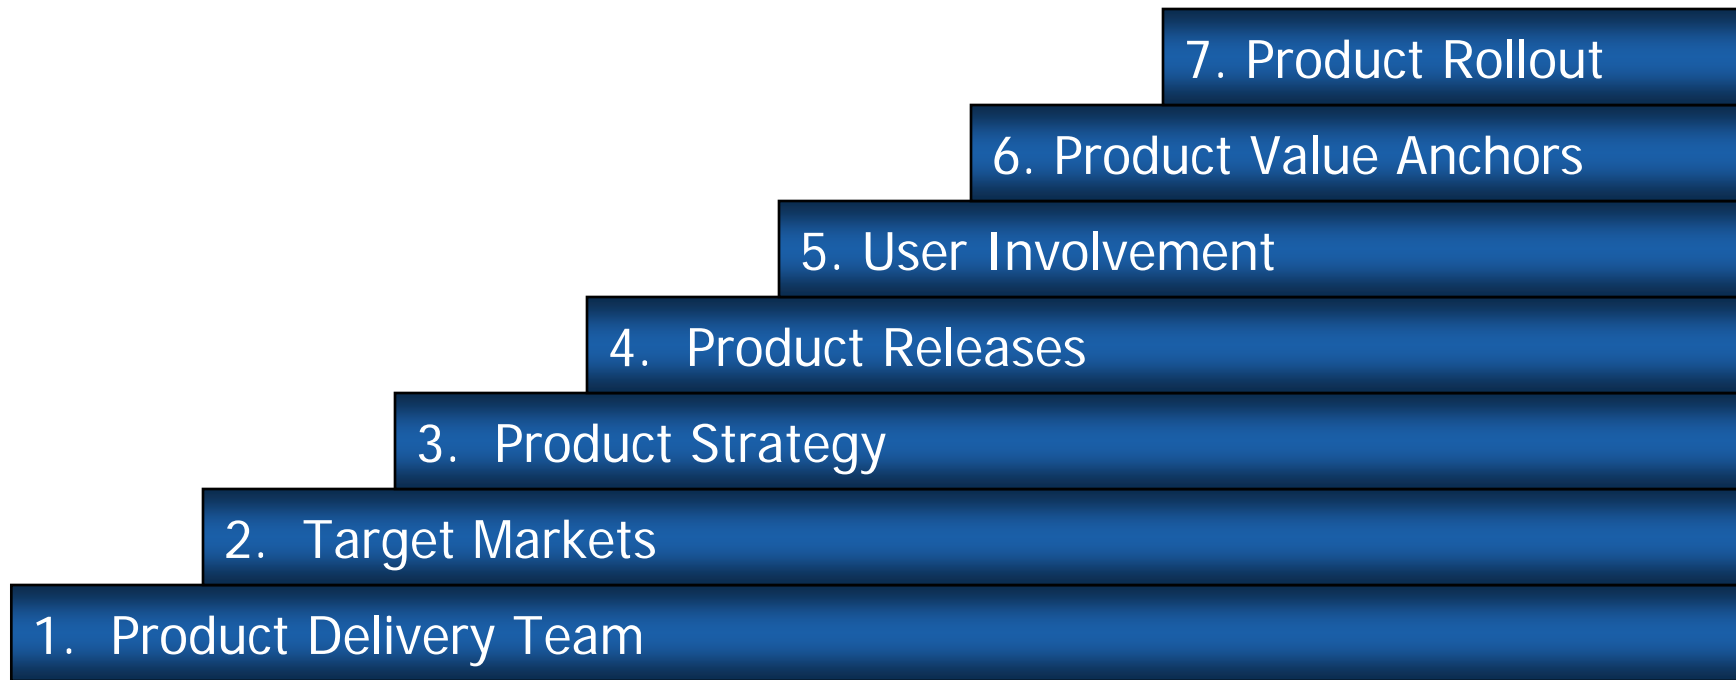 7. Product Rollout
6. Product Value Anchors
5. User Involvement
4. Product Releases
3. Product Strategy
2. Target Markets
1. Product Delivery Team